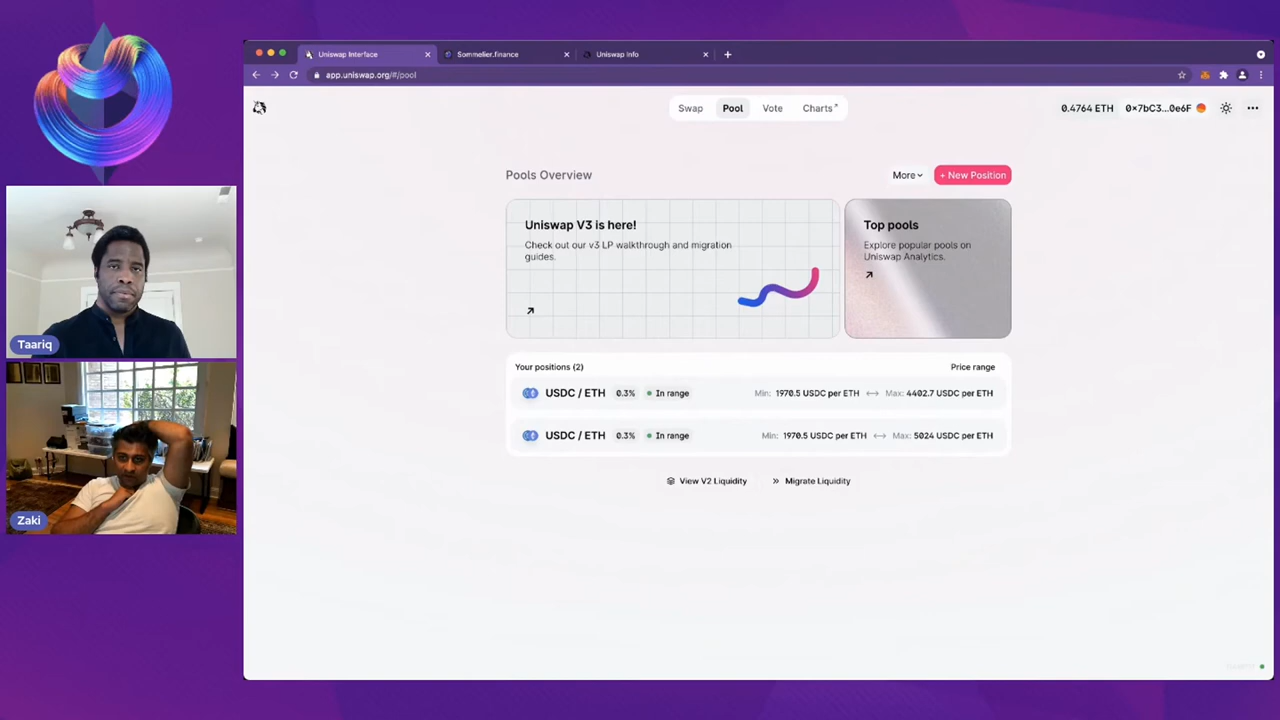 Uniswap Interface
Sommelier.finance
Uniswap Info
app.uniswap.org/#/pool
Swap
Pool
Vote
Charts
0.4764 ETH
0×7bC3...0e6F
Pools Overview
More
+ New Position
Uniswap V3 is here!
Check out our v3 LP walkthrough and migration
guides.
Top pools
Explore popular pools on
Uniswap Analytics.
Taariq
Your positions (2)
Price range
USDC / ETH 0.3% In range Min: 1970.5 USDC per ETH Max: 4402.7 USDC per ETH
USDC / ETH 0.3% In range Min: 1970.5 USDC per ETH Max: 5024 USDC per ETH
View V2 Liquidity
Migrate Liquidity
Zaki